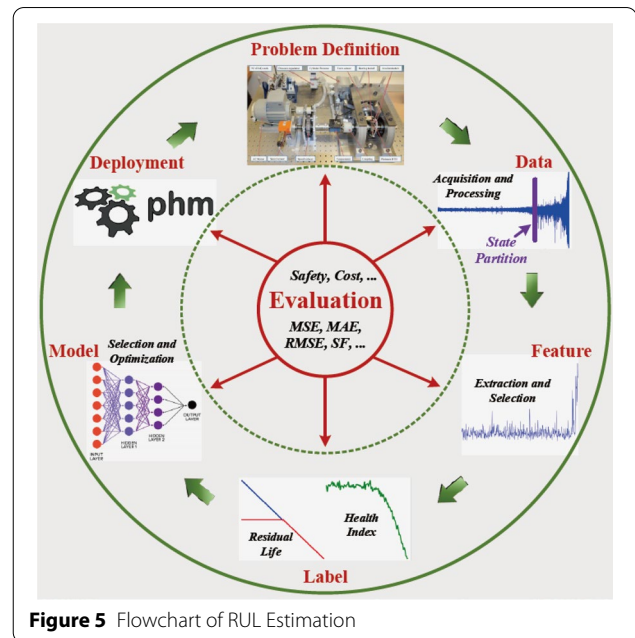 Problem Definition
Data
Acquisition and
Processing
State
Partition
Feature
Extraction and
Selection
Label
Residual
Life
Health
Index
Model
Selection and
Optimization
INPUT
LAYER
HIDDEN
LAYER 1
HIDDEN
LAYER 2
OUTPUT
LAYER
Deployment
phm
Safety, Cost, ...
Evaluation
MSE, MAE,
RMSE, SF, ...
Figure 5 Flowchart of RUL Estimation